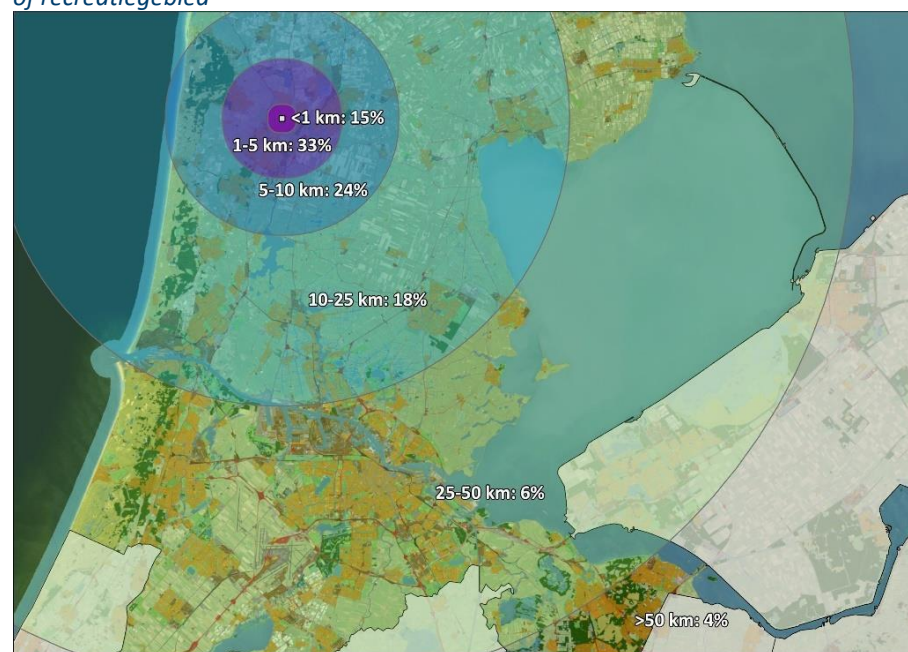 of recreatiegebied
<1 km: 15%
1-5 km: 33%
5-10 km: 24%
10-25 km: 18%
25-50 km: 6%
>50 km: 4%